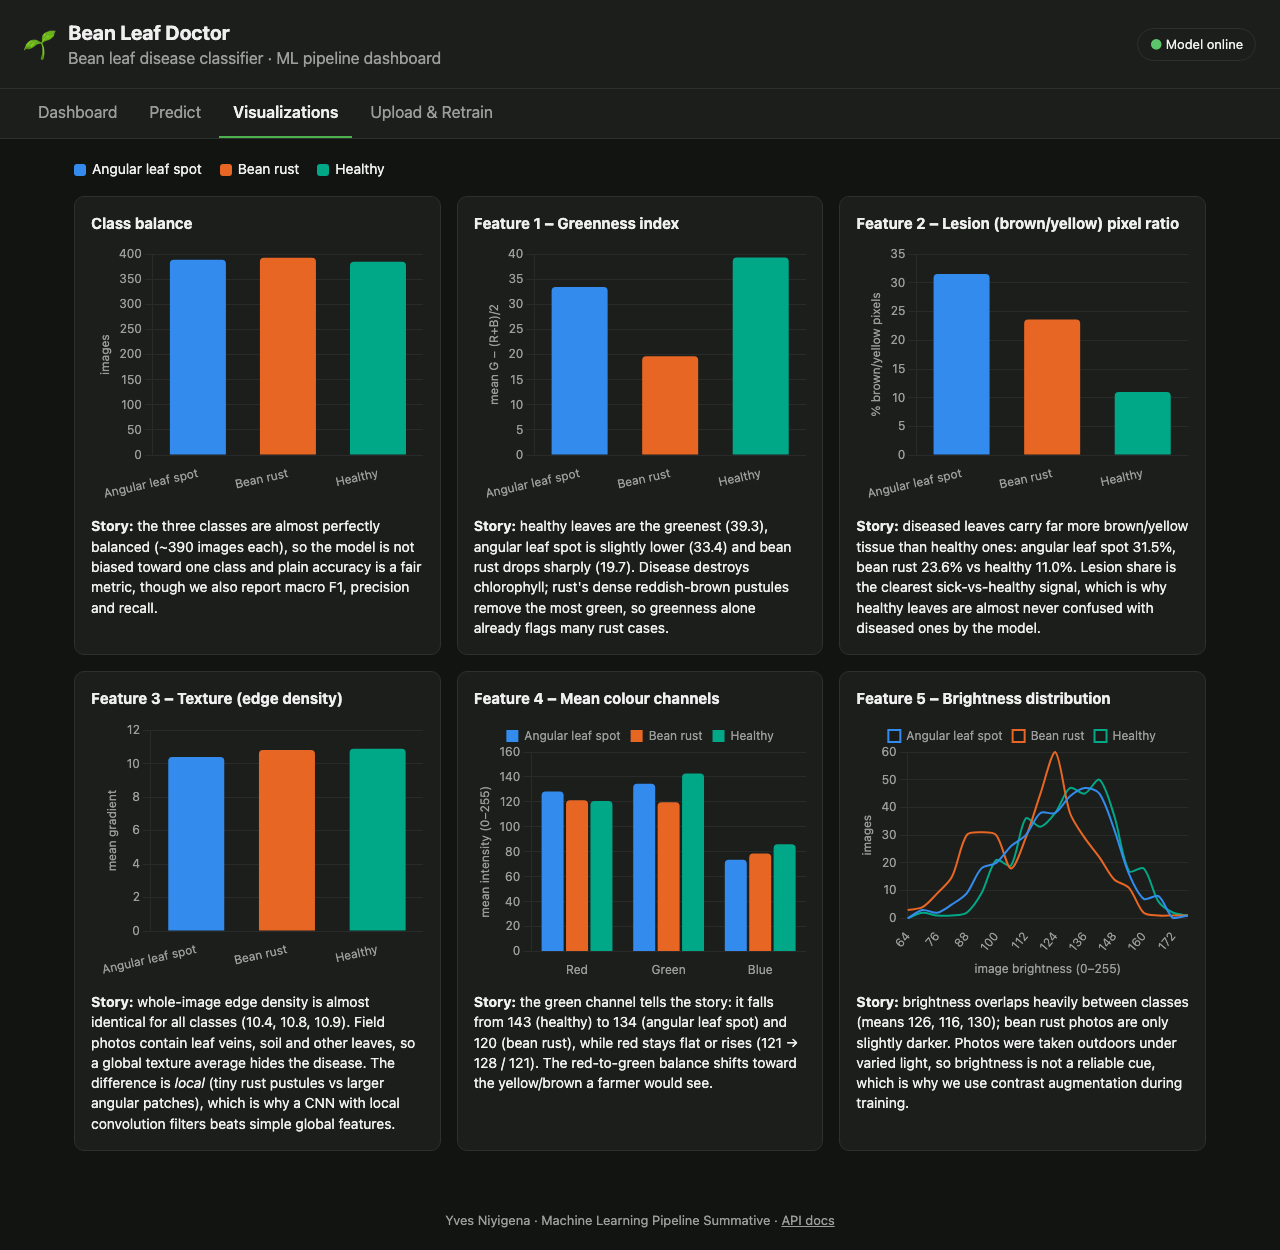 Bean Leaf Doctor
Bean leaf disease classifier · ML pipeline dashboard
Model online
Dashboard
Predict
Visualizations
Upload & Retrain
Angular leaf spot
Bean rust
Healthy
Class balance
400
350
300
250
200
150
100
50
0
images
Angular leaf spot
Bean rust
Healthy
Story: the three classes are almost perfectly
balanced (~390 images each), so the model is not
biased toward one class and plain accuracy is a fair
metric, though we also report macro F1, precision
and recall.
Feature 1 – Greenness index
40
35
30
25
20
15
10
5
0
mean G − (R+B)/2
Angular leaf spot
Bean rust
Healthy
Story: healthy leaves are the greenest (39.3),
angular leaf spot is slightly lower (33.4) and bean
rust drops sharply (19.7). Disease destroys
chlorophyll; rust's dense reddish-brown pustules
remove the most green, so greenness alone
already flags many rust cases.
Feature 2 – Lesion (brown/yellow) pixel ratio
35
30
25
20
15
10
5
0
% brown/yellow pixels
Angular leaf spot
Bean rust
Healthy
Story: diseased leaves carry far more brown/yellow
tissue than healthy ones: angular leaf spot 31.5%,
bean rust 23.6% vs healthy 11.0%. Lesion share is
the clearest sick-vs-healthy signal, which is why
healthy leaves are almost never confused with
diseased ones by the model.
Feature 3 – Texture (edge density)
12
10
8
6
4
2
0
mean gradient
Angular leaf spot
Bean rust
Healthy
Story: whole-image edge density is almost
identical for all classes (10.4, 10.8, 10.9). Field
photos contain leaf veins, soil and other leaves, so
a global texture average hides the disease. The
difference is local (tiny rust pustules vs larger
angular patches), which is why a CNN with local
convolution filters beats simple global features.
Feature 4 – Mean colour channels
Angular leaf spot
Bean rust
Healthy
160
140
120
100
80
60
40
20
0
mean intensity (0–255)
Red
Green
Blue
Story: the green channel tells the story: it falls
from 143 (healthy) to 134 (angular leaf spot) and
120 (bean rust), while red stays flat or rises (121 →
128 / 121). The red-to-green balance shifts toward
the yellow/brown a farmer would see.
Feature 5 – Brightness distribution
Angular leaf spot
Bean rust
Healthy
60
50
40
30
20
10
0
images
64
76
88
100
112
124
136
148
160
172
image brightness (0–255)
Story: brightness overlaps heavily between classes
(means 126, 116, 130); bean rust photos are only
slightly darker. Photos were taken outdoors under
varied light, so brightness is not a reliable cue,
which is why we use contrast augmentation during
training.
Yves Niyigena · Machine Learning Pipeline Summative · API docs